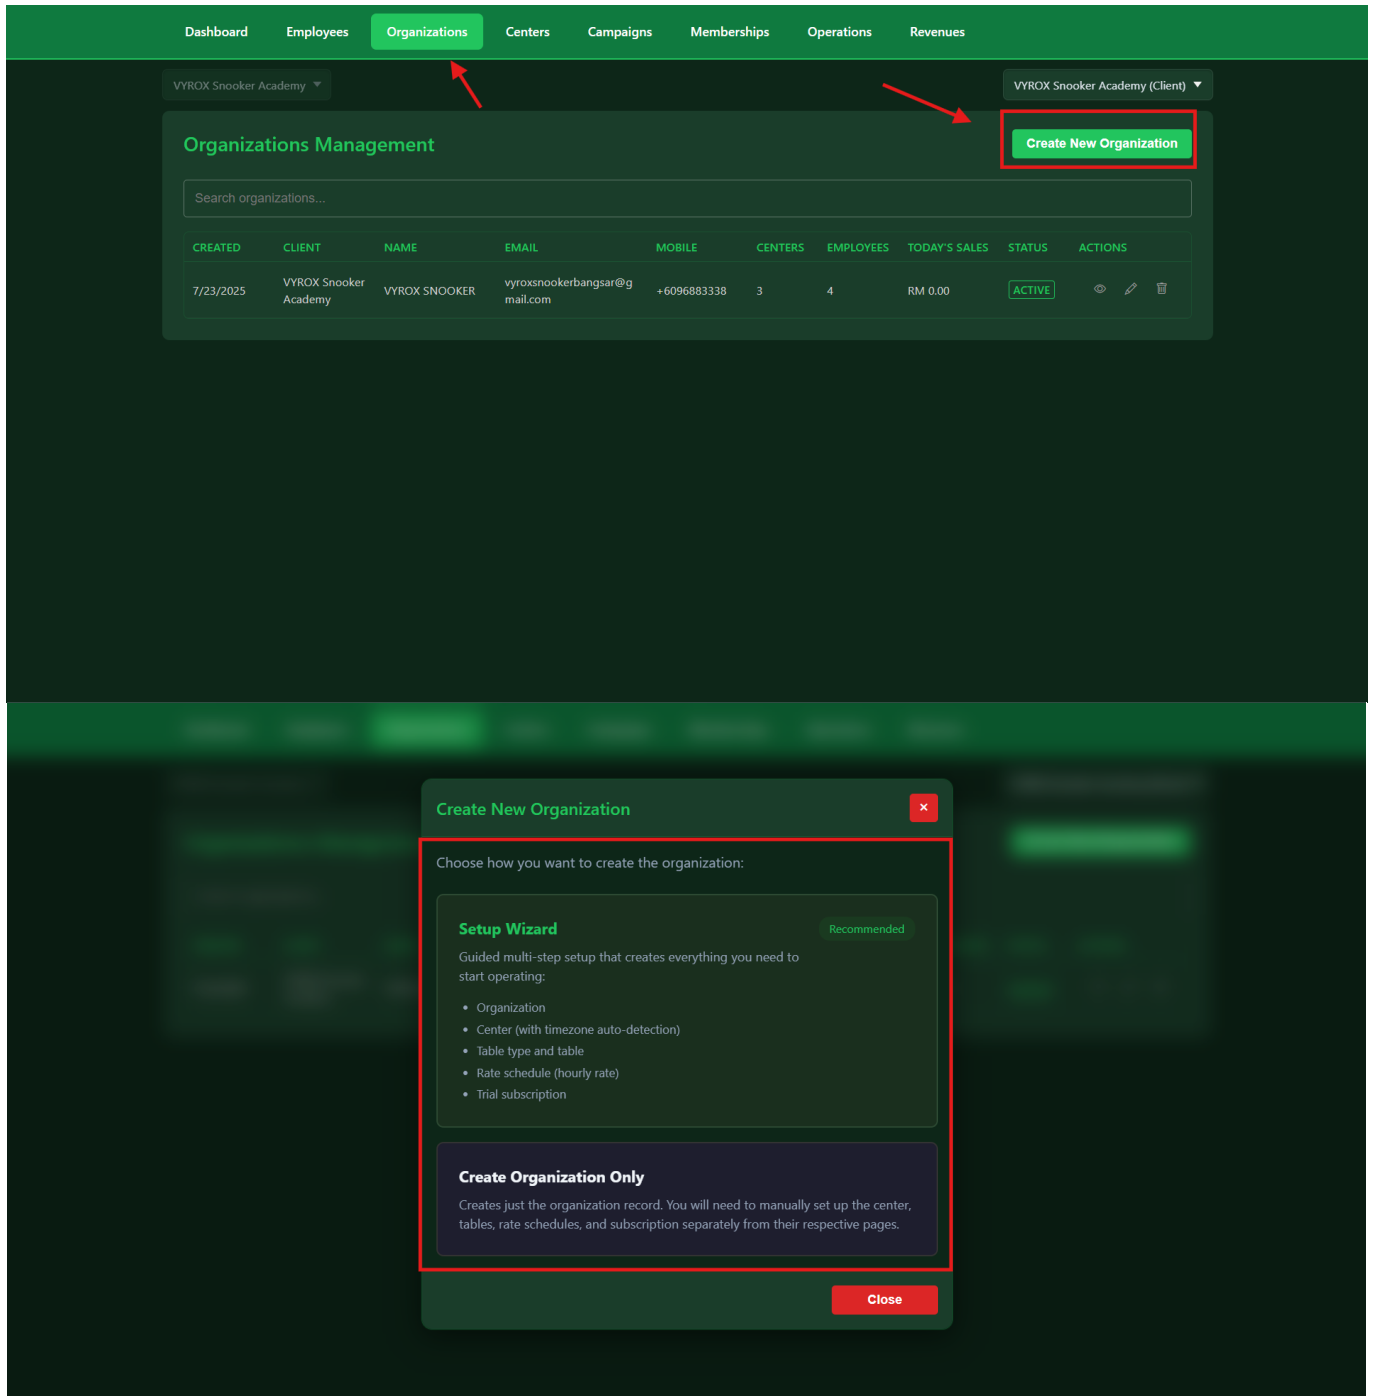 Dashboard Employees Organizations Centers Campaigns Memberships Operations Revenues
VYROX Snooker Academy
VYROX Snooker Academy (Client)
Organizations Management
Create New Organization
Search organizations...
CREATED CLIENT NAME EMAIL MOBILE CENTERS EMPLOYEES TODAY'S SALES STATUS ACTIONS
7/23/2025 VYROX Snooker Academy VYROX SNOOKER vyroxsnookerbangsar@gmail.com +6096883338 3 4 RM 0.00 ACTIVE
Create New Organization
×
Choose how you want to create the organization:
Setup Wizard
Recommended
Guided multi-step setup that creates everything you need to
start operating:
• Organization
• Center (with timezone auto-detection)
• Table type and table
• Rate schedule (hourly rate)
• Trial subscription
Create Organization Only
Creates just the organization record. You will need to manually set up the center,
tables, rate schedules, and subscription separately from their respective pages.
Close